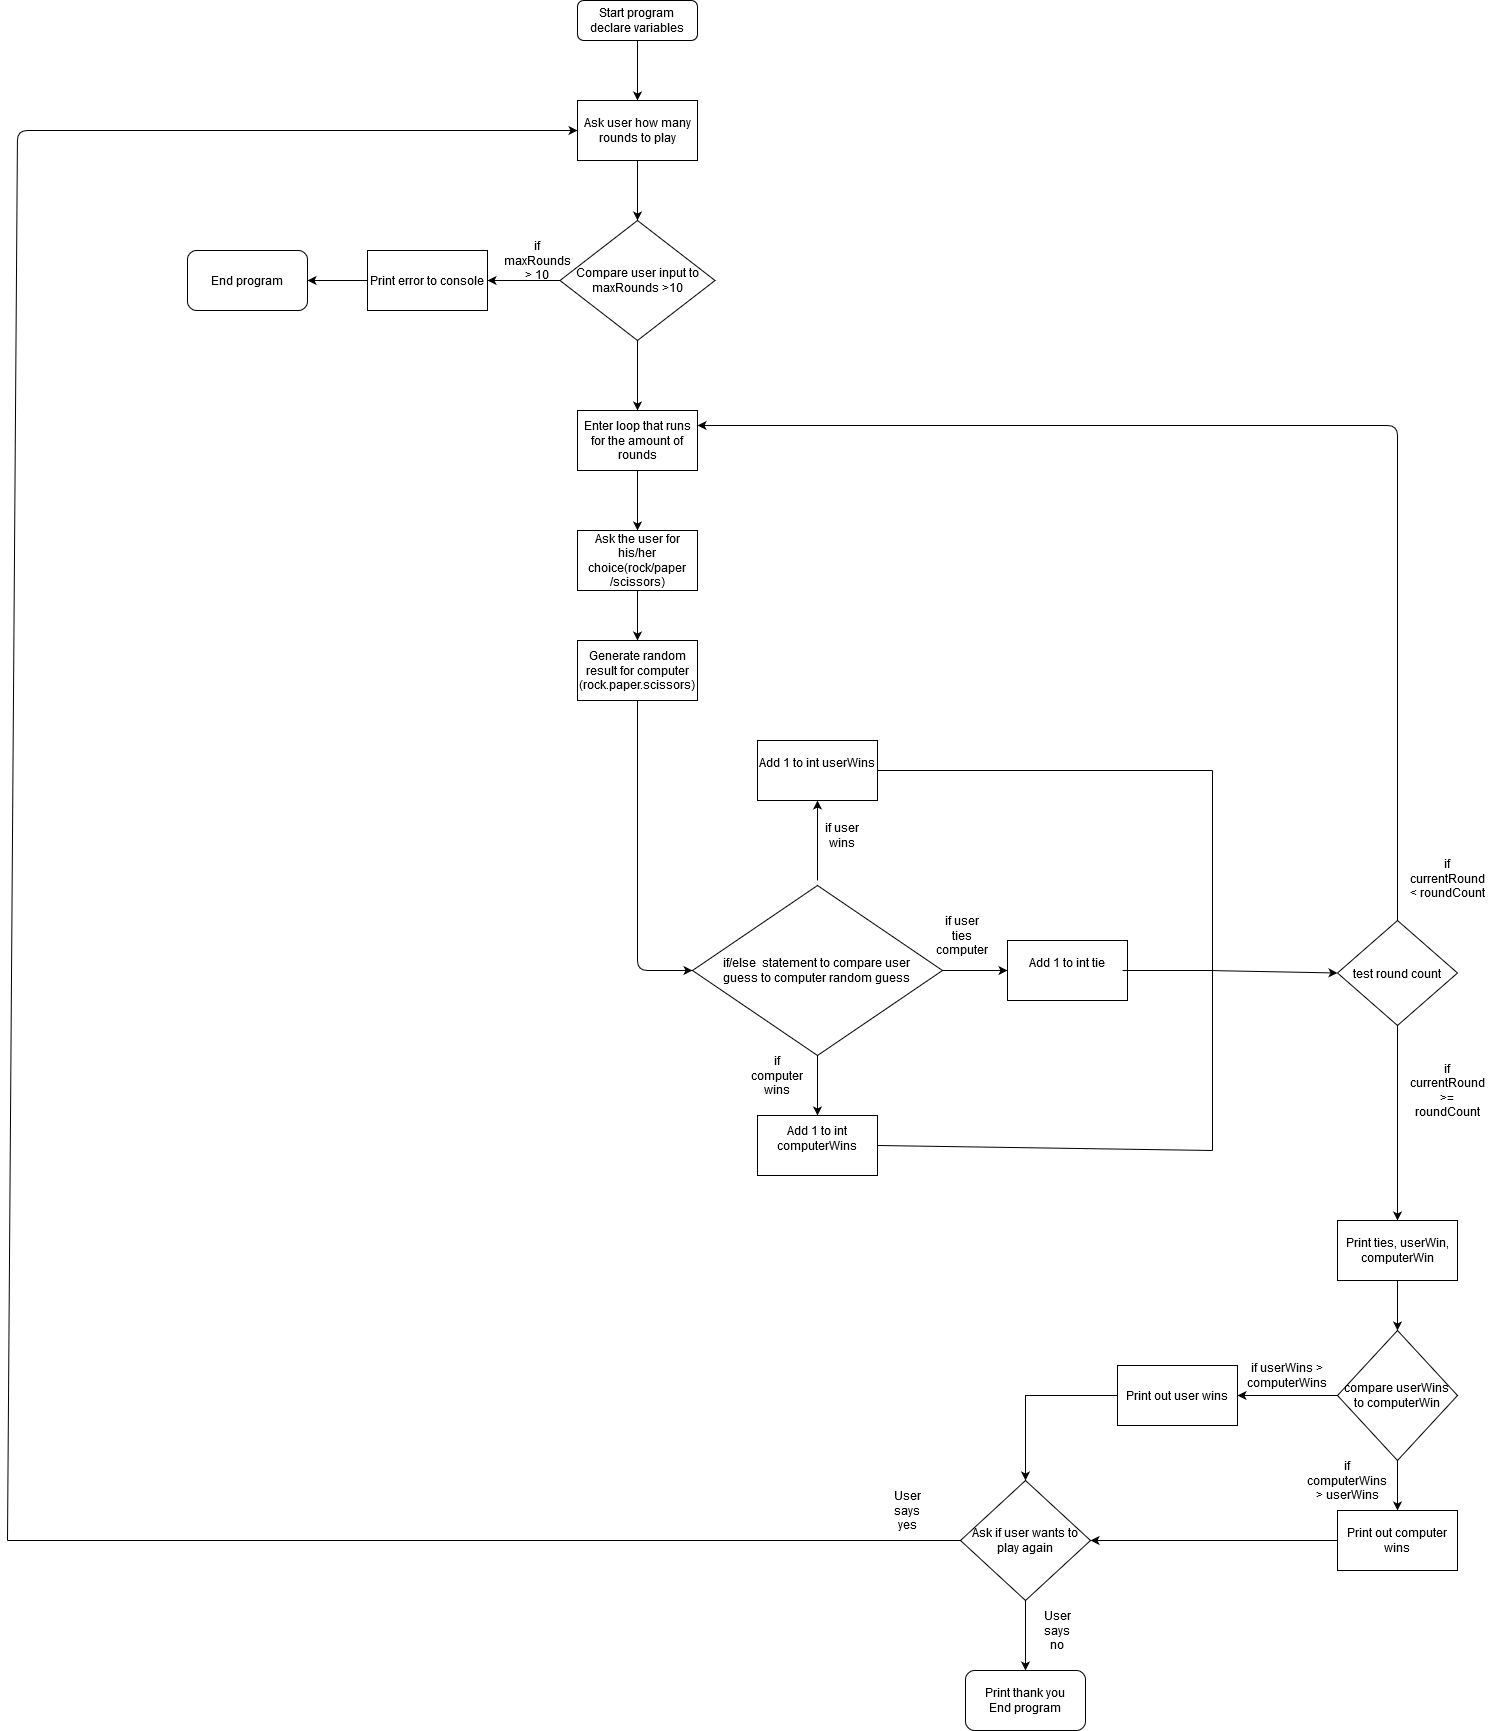 Start program
declare variables
Ask user how many
rounds to play
if
maxRounds
> 10
End program
Print error to console
Compare user input to
maxRounds >10
Enter loop that runs
for the amount of
rounds
Ask the user for
his/her
choice(rock/paper
/scissors)
Generate random
result for computer
(rock.paper.scissors)
Add 1 to int userWins
if user
wins
if
currentRound
< roundCount
if user
ties
computer
if/else statement to compare user
guess to computer random guess
Add 1 to int tie
test round count
if
computer
wins
if
currentRound
>=
roundCount
Add 1 to int
computerWins
Print ties, userWin,
computerWin
if userWins >
computerWins
Print out user wins
compare userWins
to computerWin
if
computerWins
> userWins
User
says
yes
Ask if user wants to
play again
Print out computer
wins
User
says
no
Print thank you
End program